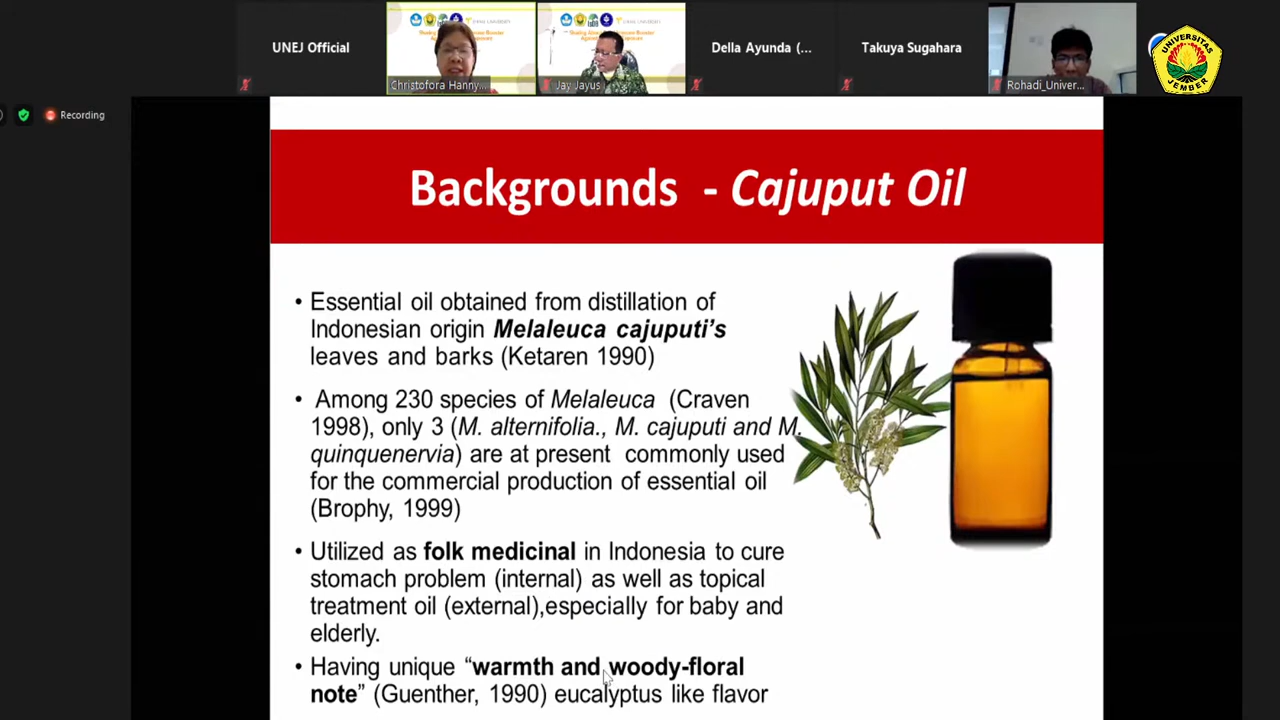 UNEJ Official
Christofora Hanny...
Jay Jayus
Della Ayunda (...
Takuya Sugahara
Rohadi_Univer...
UNIVERSITAS
JEMBER
Recording
Backgrounds - Cajuput Oil
• Essential oil obtained from distillation of
Indonesian origin Melaleuca cajuputi’s
leaves and barks (Ketaren 1990)
• Among 230 species of Melaleuca (Craven
1998), only 3 (M. alternifolia., M. cajuputi and M.
quinquenervia) are at present commonly used
for the commercial production of essential oil
(Brophy, 1999)
• Utilized as folk medicinal in Indonesia to cure
stomach problem (internal) as well as topical
treatment oil (external),especially for baby and
elderly.
• Having unique “warmth and woody-floral
note” (Guenther, 1990) eucalyptus like flavor